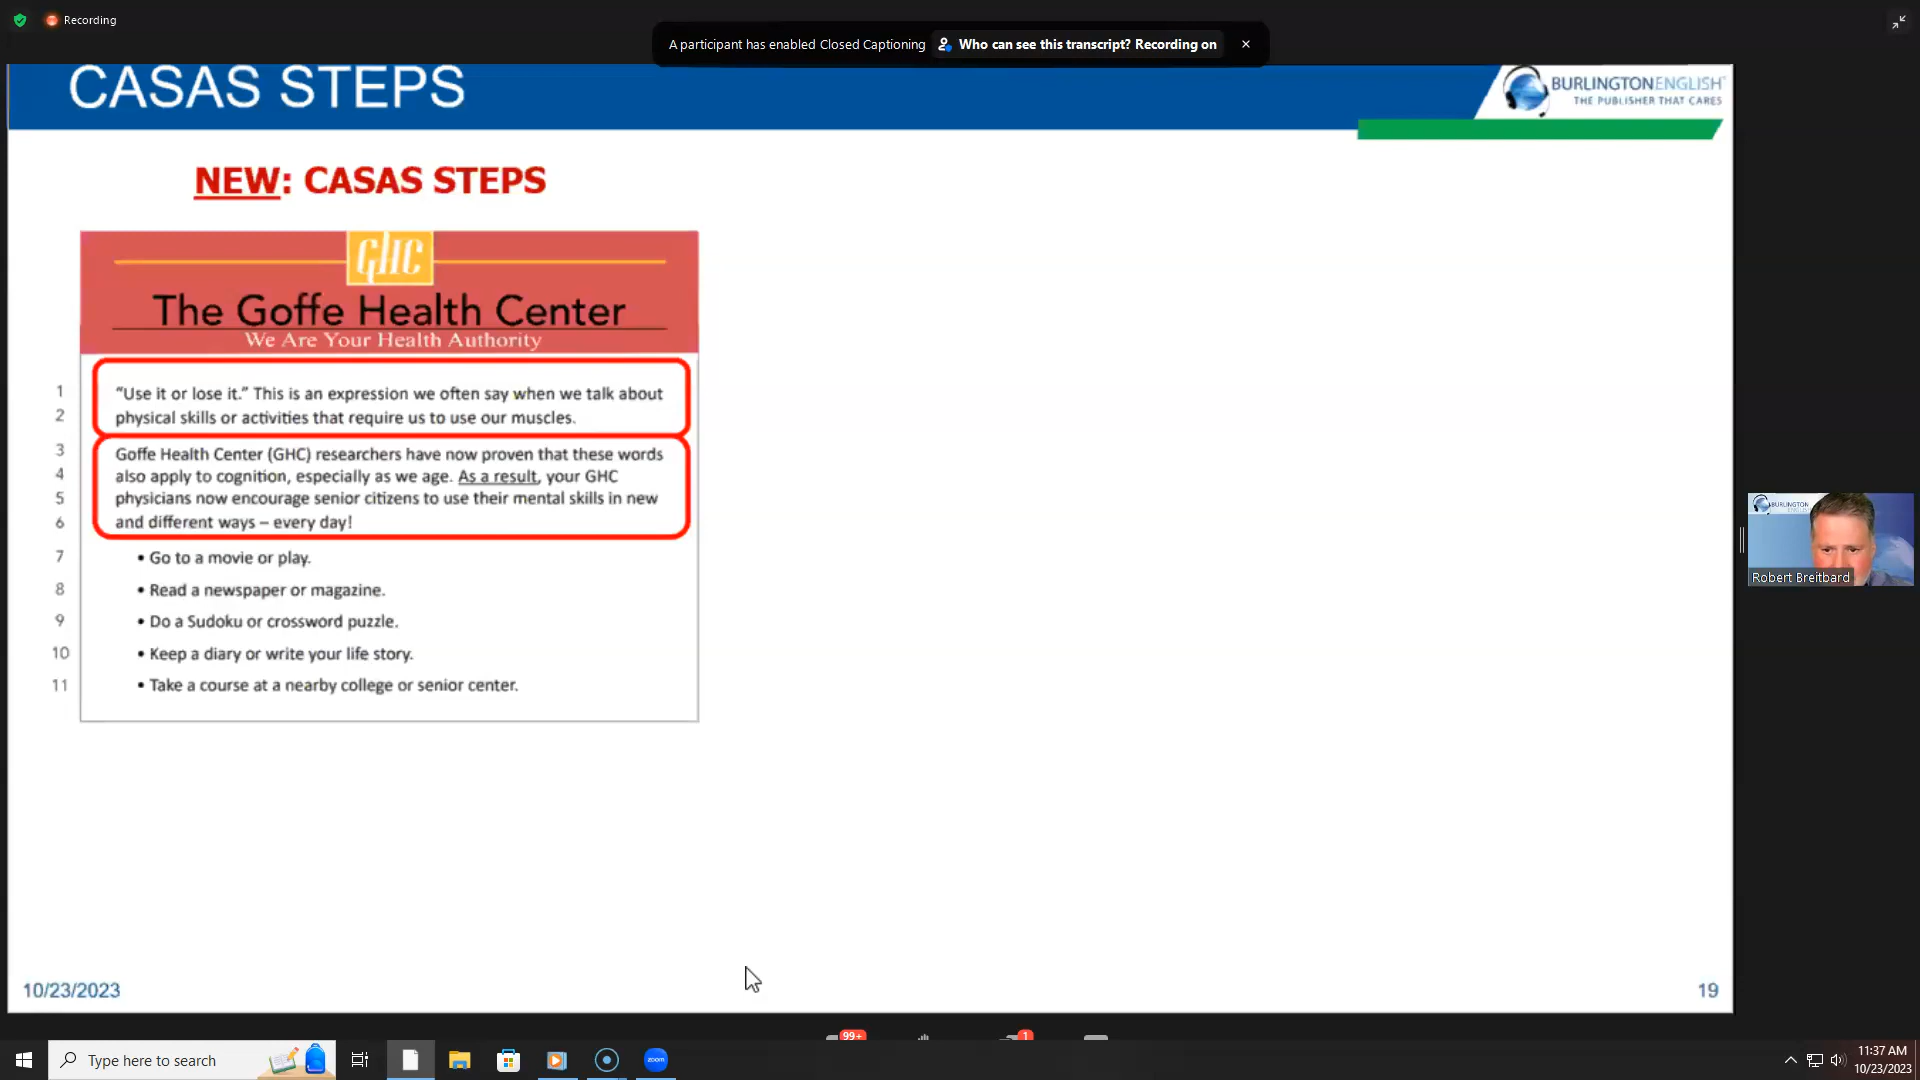 Recording
A participant has enabled Closed Captioning Who can see this transcript? Recording on
CASAS STEPS
BURLINGTONENGLISH
THE PUBLISHER THAT CARES
NEW: CASAS STEPS
GHC
The Goffe Health Center
We Are Your Health Authority
1 “Use it or lose it.” This is an expression we often say when we talk about
2 physical skills or activities that require us to use our muscles.
3 Goffe Health Center (GHC) researchers have now proven that these words
4 also apply to cognition, especially as we age. As a result, your GHC
5 physicians now encourage senior citizens to use their mental skills in new
6 and different ways – every day!
7 • Go to a movie or play.
8 • Read a newspaper or magazine.
9 • Do a Sudoku or crossword puzzle.
10 • Keep a diary or write your life story.
11 • Take a course at a nearby college or senior center.
BURLINGTON
Robert Breitbard
10/23/2023
19
99+
1
Type here to search
zoom
11:37 AM
10/23/2023